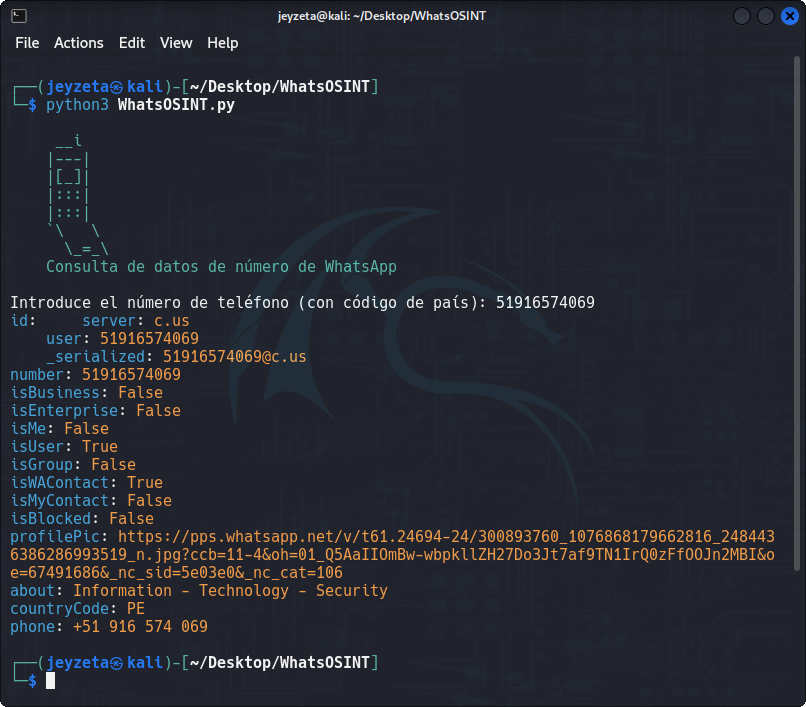 jeyzeta@kali: ~/Desktop/WhatsOSINT
File Actions Edit View Help
┌──(jeyzeta㉿kali)-[~/Desktop/WhatsOSINT]
└─$ python3 WhatsOSINT.py
     __i
    |---|
    |[_]|
    |:::|
    |:::|
    `\   \
      \_=_\
    Consulta de datos de número de WhatsApp
Introduce el número de teléfono (con código de país): 51916574069
id:     server: c.us
    user: 51916574069
    _serialized: 51916574069@c.us
number: 51916574069
isBusiness: False
isEnterprise: False
isMe: False
isUser: True
isGroup: False
isWAContact: True
isMyContact: False
isBlocked: False
profilePic: https://pps.whatsapp.net/v/t61.24694-24/300893760_1076868179662816_248443
6386286993519_n.jpg?ccb=11-4&oh=01_Q5AaIIOmBw-wbpkllZH27Do3Jt7af9TN1IrQ0zFfOOJn2MBI&o
e=67491686&_nc_sid=5e03e0&_nc_cat=106
about: Information - Technology - Security
countryCode: PE
phone: +51 916 574 069
┌──(jeyzeta㉿kali)-[~/Desktop/WhatsOSINT]
└─$